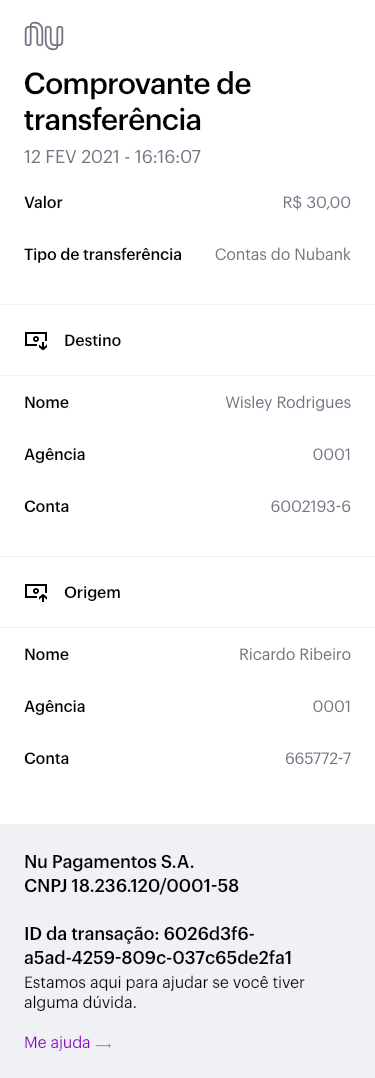 nu
Comprovante de
transferência
12 FEV 2021 - 16:16:07
Valor R$ 30,00
Tipo de transferência Contas do Nubank
Destino
Nome Wisley Rodrigues
Agência 0001
Conta 6002193-6
Origem
Nome Ricardo Ribeiro
Agência 0001
Conta 665772-7
Nu Pagamentos S.A.
CNPJ 18.236.120/0001-58
ID da transação: 6026d3f6-
a5ad-4259-809c-037c65de2fa1
Estamos aqui para ajudar se você tiver
alguma dúvida.
Me ajuda →